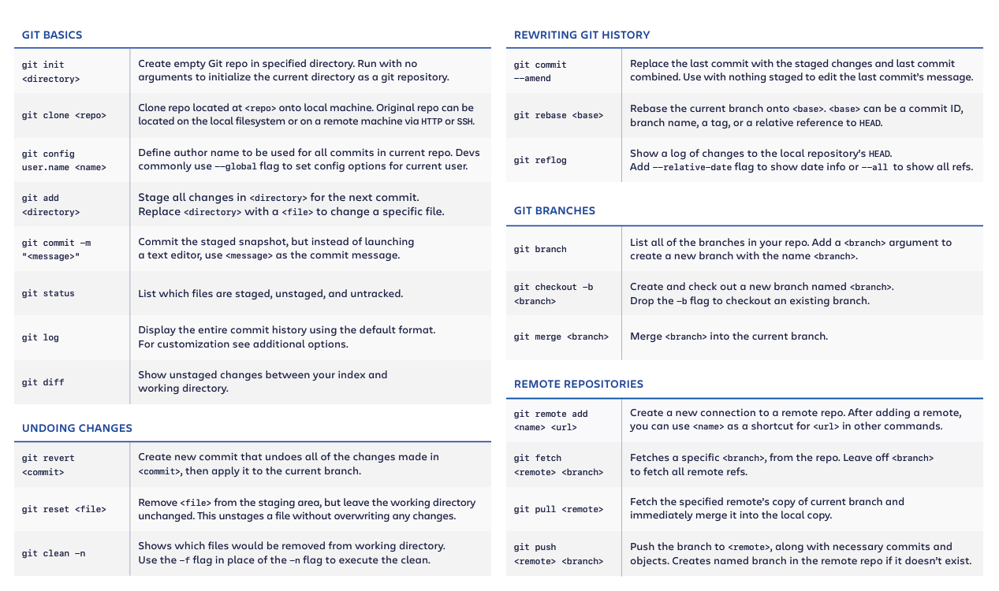 GIT BASICS
git init
<directory>
Create empty Git repo in specified directory. Run with no
arguments to initialize the current directory as a git repository.
git clone <repo>
Clone repo located at <repo> onto local machine. Original repo can be
located on the local filesystem or on a remote machine via HTTP or SSH.
git config
user.name <name>
Define author name to be used for all commits in current repo. Devs
commonly use --global flag to set config options for current user.
git add
<directory>
Stage all changes in <directory> for the next commit.
Replace <directory> with a <file> to change a specific file.
git commit -m
"<message>"
Commit the staged snapshot, but instead of launching
a text editor, use <message> as the commit message.
git status
List which files are staged, unstaged, and untracked.
git log
Display the entire commit history using the default format.
For customization see additional options.
git diff
Show unstaged changes between your index and
working directory.
UNDOING CHANGES
git revert
<commit>
Create new commit that undoes all of the changes made in
<commit>, then apply it to the current branch.
git reset <file>
Remove <file> from the staging area, but leave the working directory
unchanged. This unstages a file without overwriting any changes.
git clean -n
Shows which files would be removed from working directory.
Use the -f flag in place of the -n flag to execute the clean.
REWRITING GIT HISTORY
git commit
--amend
Replace the last commit with the staged changes and last commit
combined. Use with nothing staged to edit the last commit's message.
git rebase <base>
Rebase the current branch onto <base>. <base> can be a commit ID,
branch name, a tag, or a relative reference to HEAD.
git reflog
Show a log of changes to the local repository's HEAD.
Add --relative-date flag to show date info or --all to show all refs.
GIT BRANCHES
git branch
List all of the branches in your repo. Add a <branch> argument to
create a new branch with the name <branch>.
git checkout -b
<branch>
Create and check out a new branch named <branch>.
Drop the -b flag to checkout an existing branch.
git merge <branch>
Merge <branch> into the current branch.
REMOTE REPOSITORIES
git remote add
<name> <url>
Create a new connection to a remote repo. After adding a remote,
you can use <name> as a shortcut for <url> in other commands.
git fetch
<remote> <branch>
Fetches a specific <branch>, from the repo. Leave off <branch>
to fetch all remote refs.
git pull <remote>
Fetch the specified remote's copy of current branch and
immediately merge it into the local copy.
git push
<remote> <branch>
Push the branch to <remote>, along with necessary commits and
objects. Creates named branch in the remote repo if it doesn't exist.